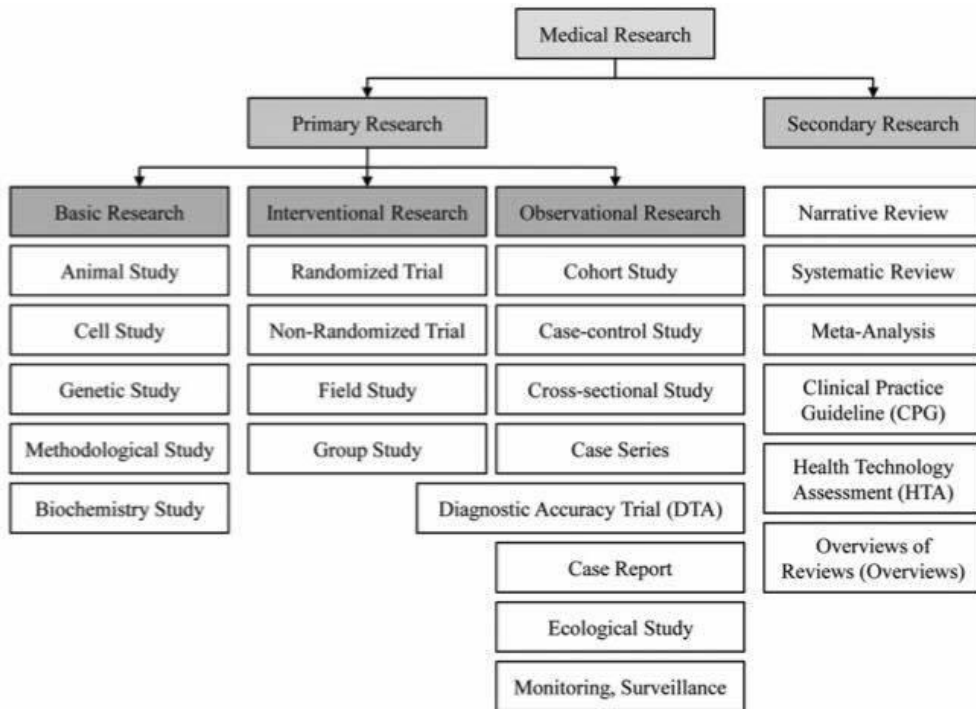 Medical Research
Primary Research
Secondary Research
Basic Research
Animal Study
Cell Study
Genetic Study
Methodological Study
Biochemistry Study
Interventional Research
Randomized Trial
Non-Randomized Trial
Field Study
Group Study
Observational Research
Cohort Study
Case-control Study
Cross-sectional Study
Case Series
Diagnostic Accuracy Trial (DTA)
Case Report
Ecological Study
Monitoring, Surveillance
Narrative Review
Systematic Review
Meta-Analysis
Clinical Practice
Guideline (CPG)
Health Technology
Assessment (HTA)
Overviews of
Reviews (Overviews)